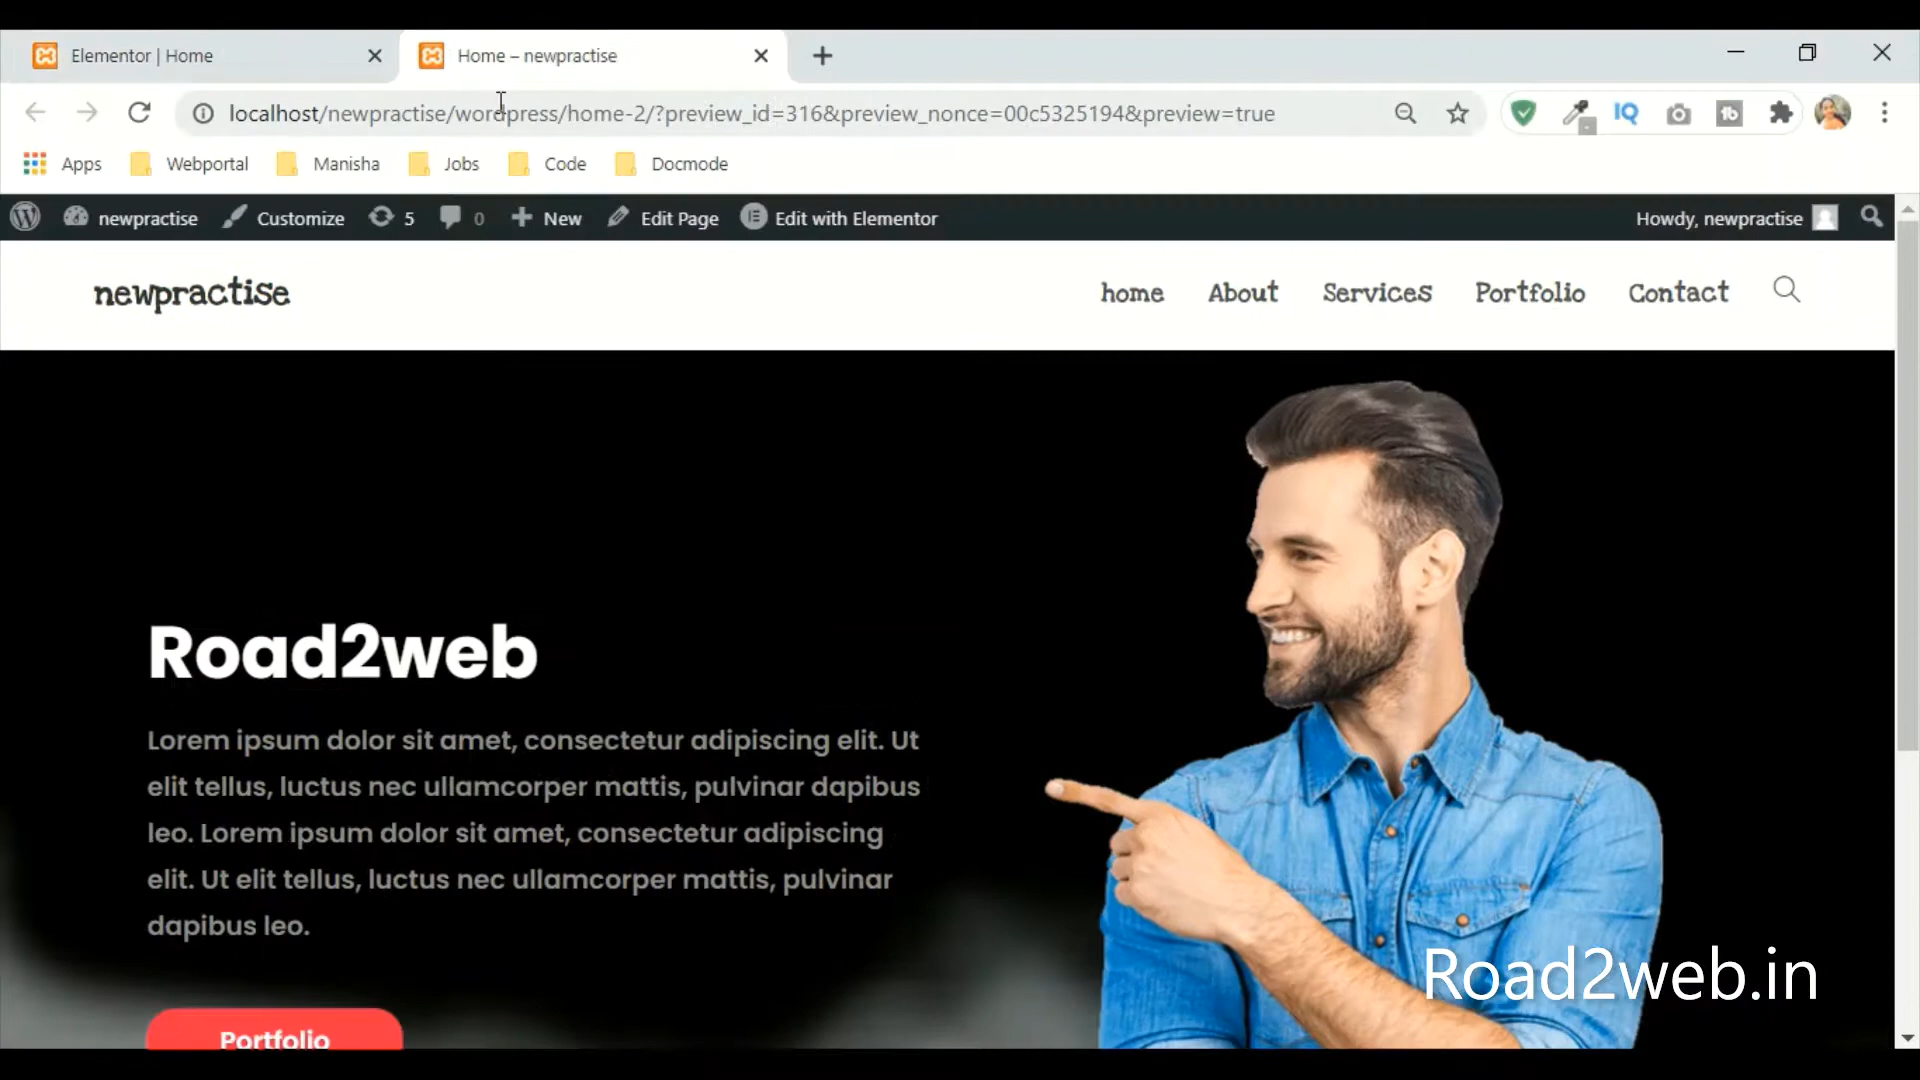 Elementor | Home
Home – newpractise
localhost/newpractise/wordpress/home-2/?preview_id=316&preview_nonce=00c5325194&preview=true
IQ
tb
Apps
Webportal
Manisha
Jobs
Code
Docmode
newpractise
Customize
5
0
New
Edit Page
Edit with Elementor
Howdy, newpractise
newpractise
home
About
Services
Portfolio
Contact
Road2web
Lorem ipsum dolor sit amet, consectetur adipiscing elit. Ut
elit tellus, luctus nec ullamcorper mattis, pulvinar dapibus
leo. Lorem ipsum dolor sit amet, consectetur adipiscing
elit. Ut elit tellus, luctus nec ullamcorper mattis, pulvinar
dapibus leo.
Portfolio
Road2web.in